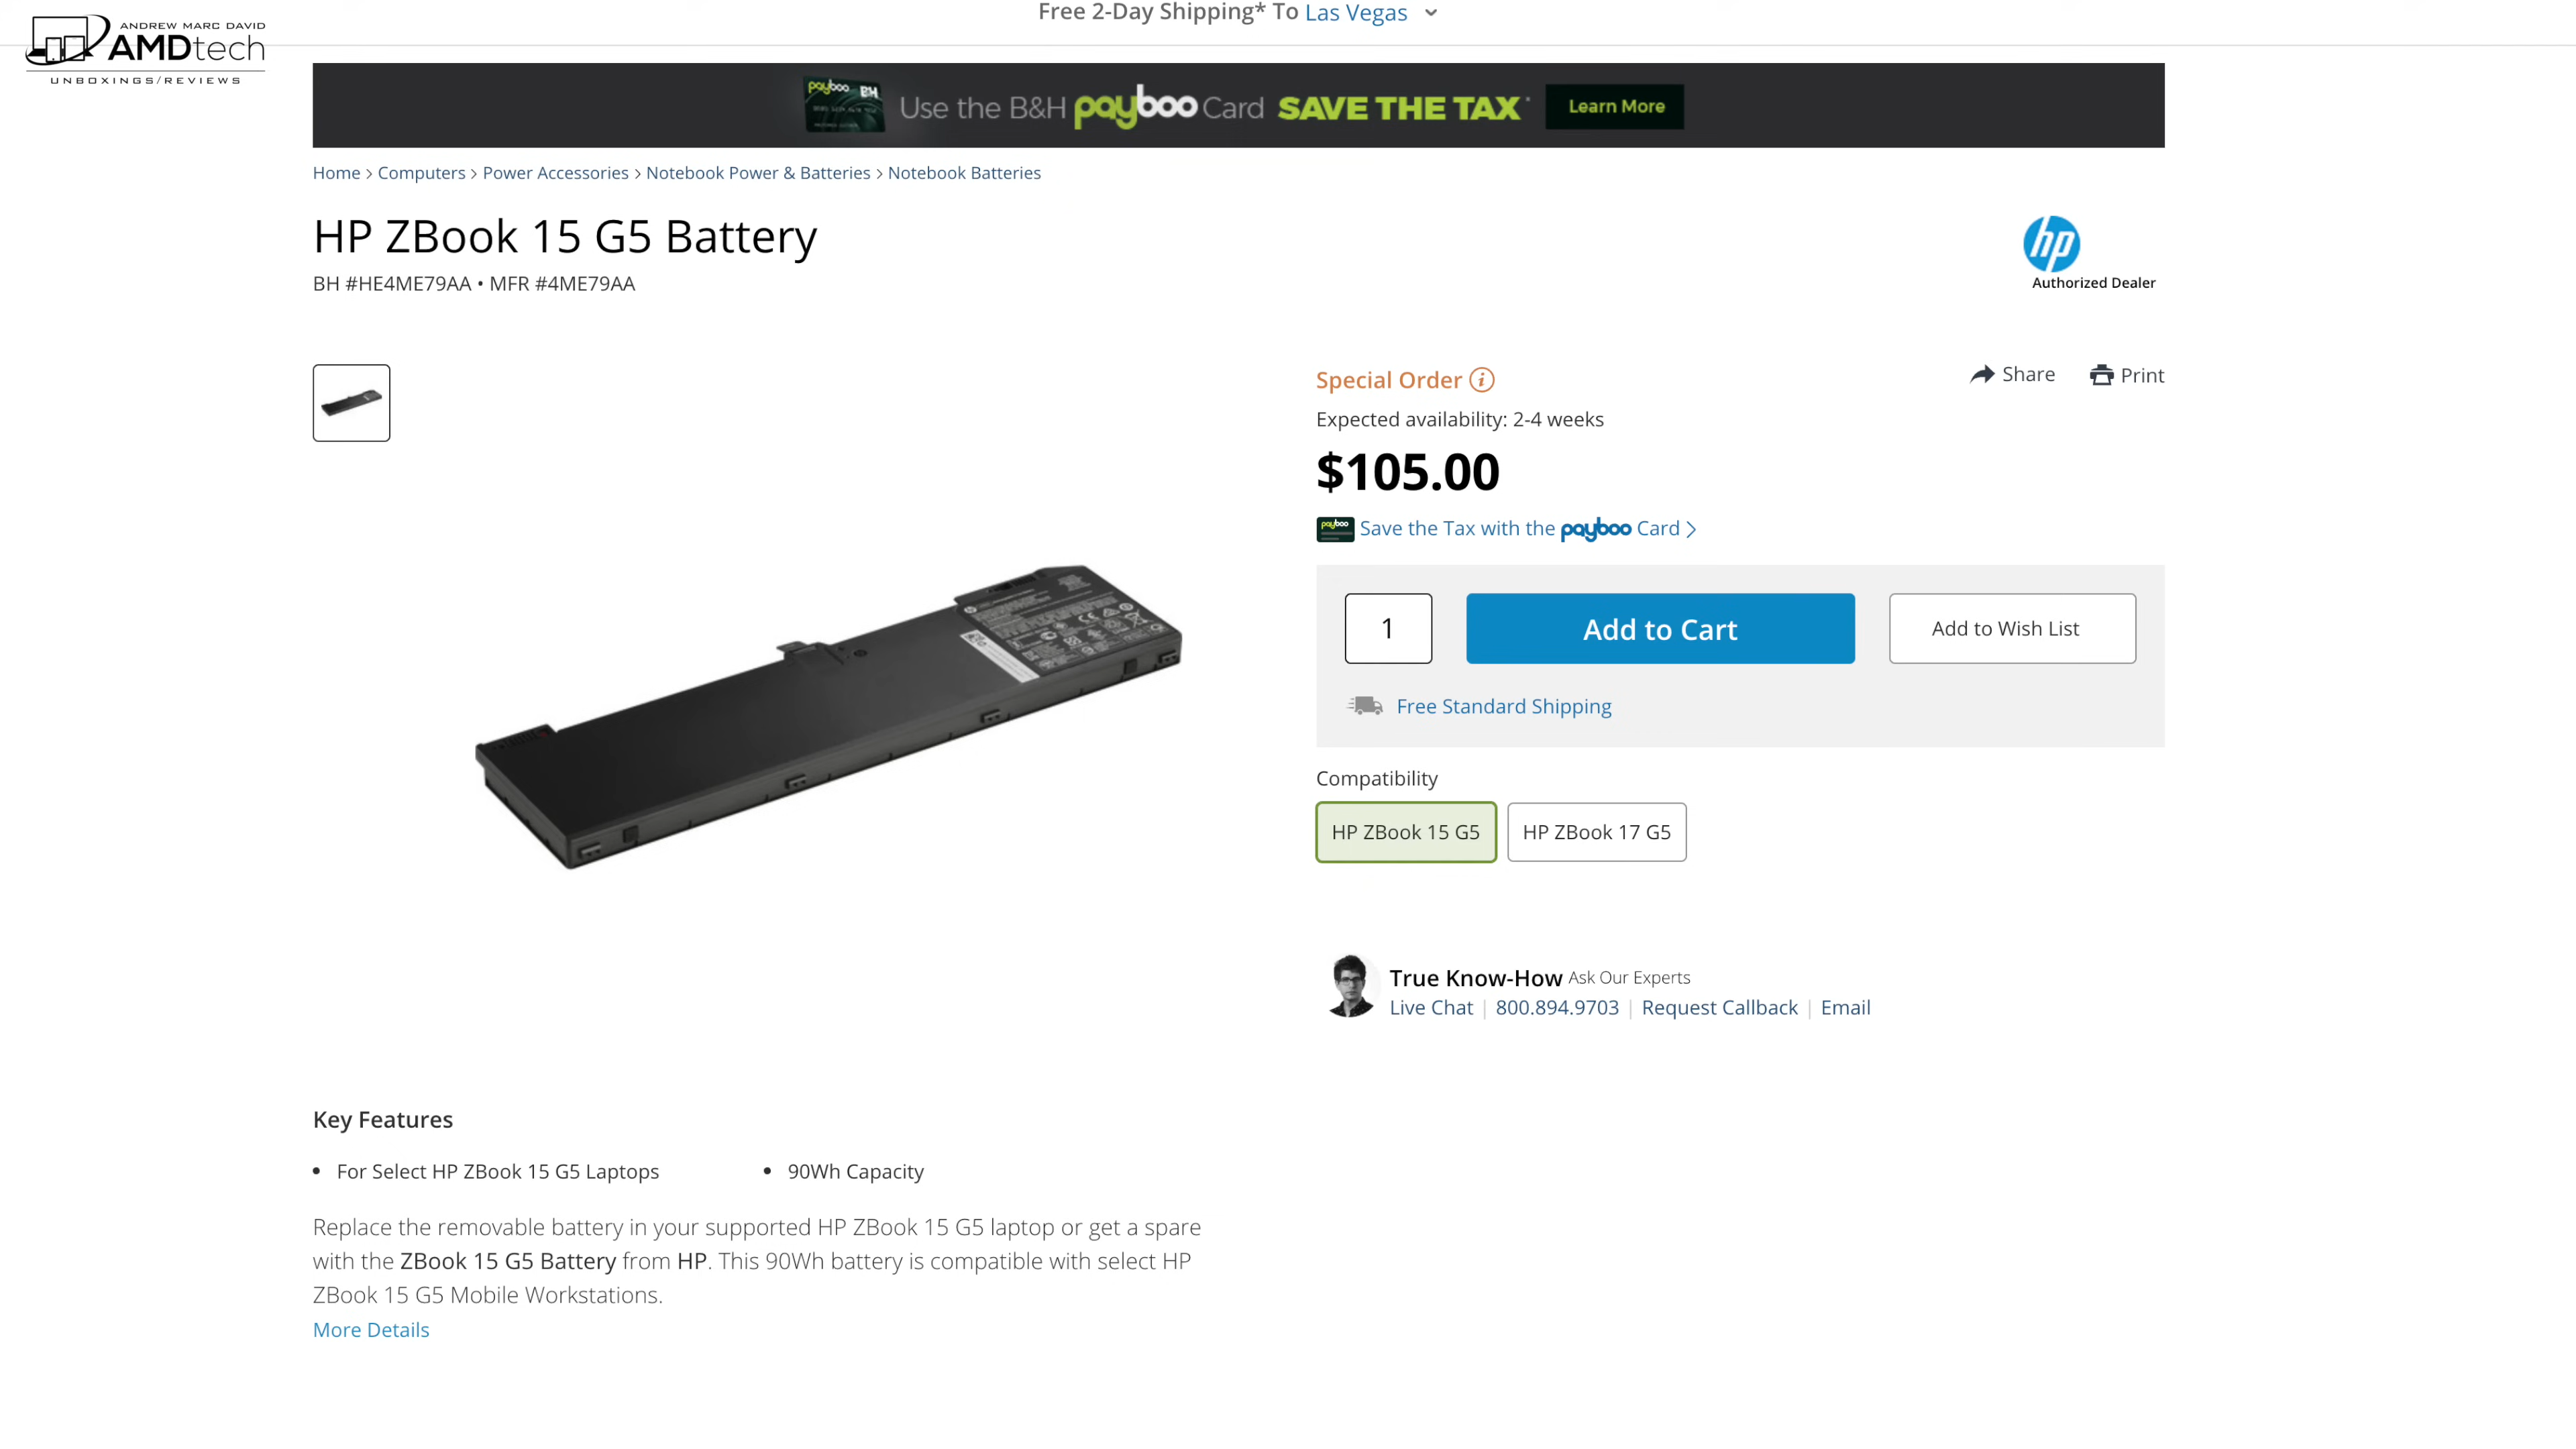 ANDREW MARC DAVID
AMDtech
UNBOXINGS/REVIEWS
Free 2-Day Shipping* To Las Vegas
payboo BH
Use the B&H payboo Card SAVE THE TAX* Learn More
Home > Computers > Power Accessories > Notebook Power & Batteries > Notebook Batteries
HP ZBook 15 G5 Battery
BH #HE4ME79AA • MFR #4ME79AA
hp
Authorized Dealer
Special Order
Share Print
Expected availability: 2-4 weeks
$105.00
payboo Save the Tax with the payboo Card >
1 Add to Cart Add to Wish List
Free Standard Shipping
Compatibility
HP ZBook 15 G5 HP ZBook 17 G5
True Know-How Ask Our Experts
Live Chat | 800.894.9703 | Request Callback | Email
Key Features
• For Select HP ZBook 15 G5 Laptops • 90Wh Capacity
Replace the removable battery in your supported HP ZBook 15 G5 laptop or get a spare
with the ZBook 15 G5 Battery from HP. This 90Wh battery is compatible with select HP
ZBook 15 G5 Mobile Workstations.
More Details